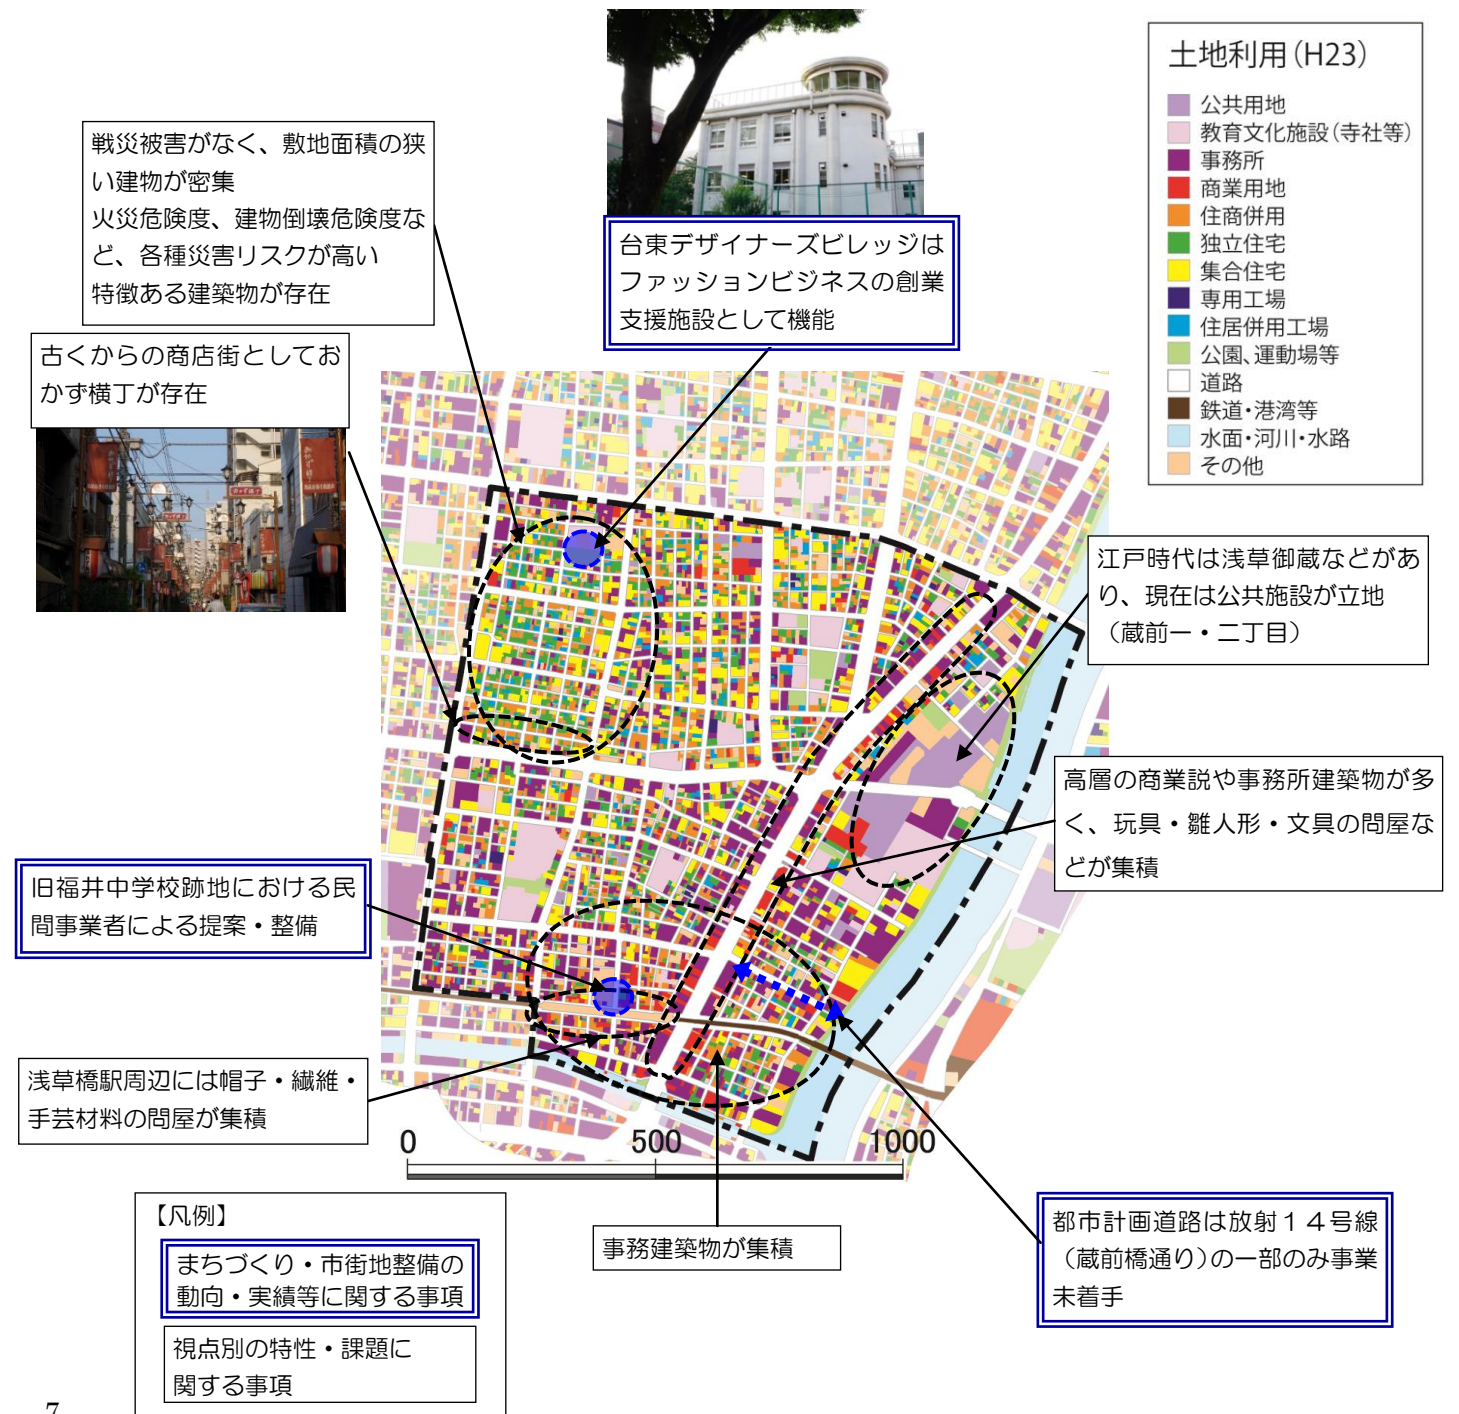 土地利用(H23)
公共用地
教育文化施設(寺社等)
事務所
商業用地
住商併用
独立住宅
集合住宅
専用工場
住居併用工場
公園、運動場等
道路
鉄道・港湾等
水面・河川・水路
その他
戦災被害がなく、敷地面積の狭
い建物が密集
火災危険度、建物倒壊危険度な
ど、各種災害リスクが高い
特徴ある建築物が存在
台東デザイナーズビレッジは
ファッションビジネスの創業
支援施設として機能
古くからの商店街としてお
かず横丁が存在
江戸時代は浅草御蔵などがあ
り、現在は公共施設が立地
（蔵前一・二丁目）
高層の商業説や事務所建築物が多
く、玩具・雛人形・文具の問屋な
どが集積
旧福井中学校跡地における民
間事業者による提案・整備
浅草橋駅周辺には帽子・繊維・
手芸材料の問屋が集積
0 500 1000
事務建築物が集積
都市計画道路は放射１４号線
（蔵前橋通り）の一部のみ事業
未着手
【凡例】
まちづくり・市街地整備の
動向・実績等に関する事項
視点別の特性・課題に
関する事項
7